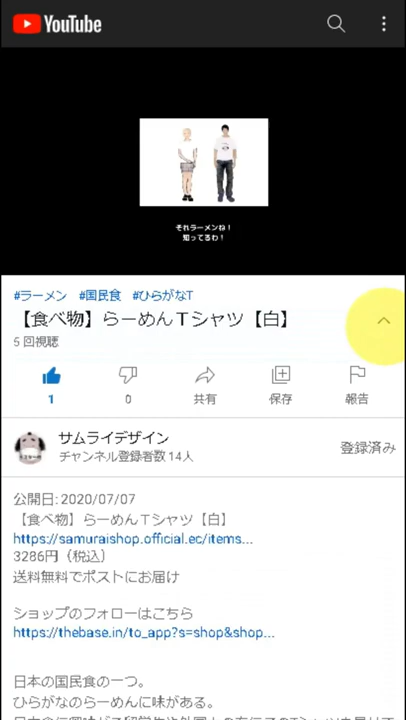 YouTube
それラーメンね！
知ってるわ！
#ラーメン #国民食 #ひらがなT
【食べ物】らーめんＴシャツ【白】
5 回視聴
1
0
共有
保存
報告
サムライデザイン
チャンネル登録者数 14人
登録済み
公開日: 2020/07/07
【食べ物】らーめんＴシャツ【白】
https://samuraishop.official.ec/items...
3286円（税込）
送料無料でポストにお届け
ショップのフォローはこちら
https://thebase.in/to_app?s=shop&shop...
日本の国民食の一つ。
ひらがなのらーめんに味がある。